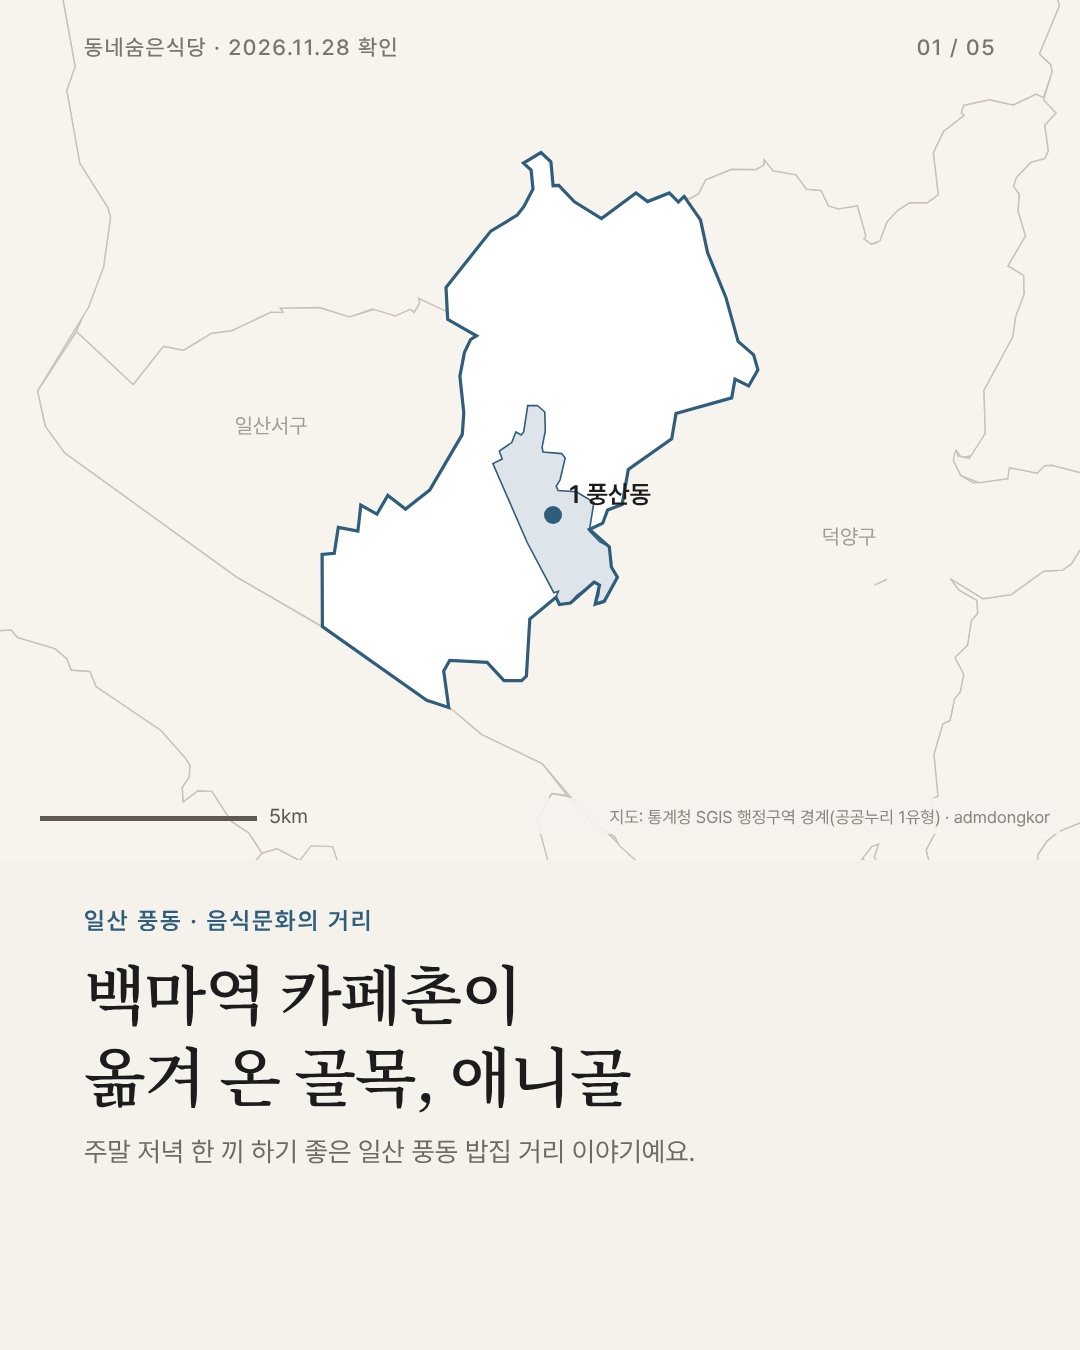 동네숨은식당 · 2026.11.28 확인
01 / 05
일산서구
1 풍산동
덕양구
5km
지도: 통계청 SGIS 행정구역 경계(공공누리 1유형) · admdongkor
일산 풍동 · 음식문화의 거리
백마역 카페촌이
옮겨 온 골목, 애니골
주말 저녁 한 끼 하기 좋은 일산 풍동 밥집 거리 이야기예요.